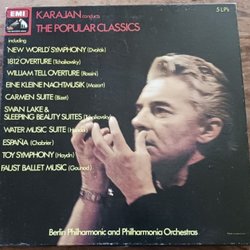 EMI
KARAJAN conducts
5 LPs
THE POPULAR CLASSICS
including
'NEW WORLD' SYMPHONY (Dvořák)
1812 OVERTURE (Tchaikovsky)
WILLIAM TELL OVERTURE (Rossini)
EINE KLEINE NACHTMUSIK (Mozart)
CARMEN SUITE (Bizet)
SWAN LAKE &
SLEEPING BEAUTY SUITES (Tchaikovsky)
WATER MUSIC SUITE (Handel)
ESPAÑA (Chabrier)
TOY SYMPHONY (Haydn)
FAUST BALLET MUSIC (Gounod)
Berlin Philharmonic and Philharmonia Orchestras